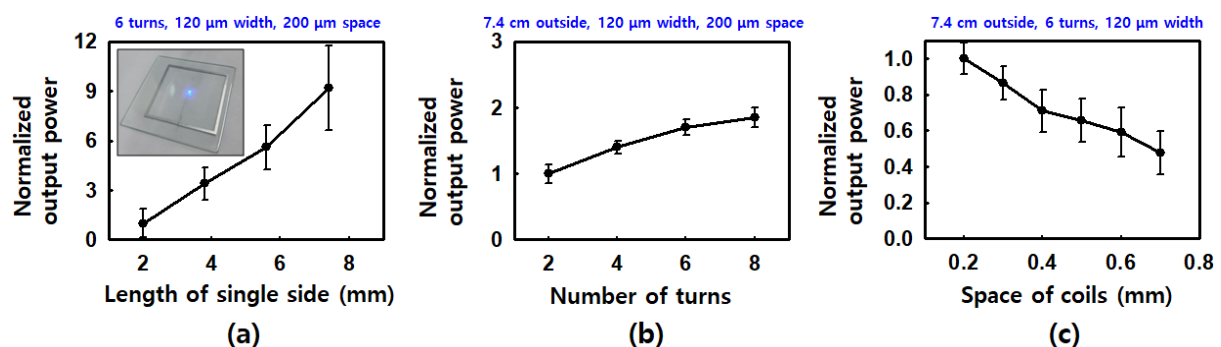 6 turns, 120 μm width, 200 μm space
12
9
6
3
0
Normalized
output power
2 4 6 8
Length of single side (mm)
(a)
7.4 cm outside, 120 μm width, 200 μm space
3
2
1
0
Normalized
output power
2 4 6 8
Number of turns
(b)
7.4 cm outside, 6 turns, 120 μm width
1.0
0.8
0.6
0.4
0.2
0.0
Normalized
output power
0.2 0.4 0.6 0.8
Space of coils (mm)
(c)